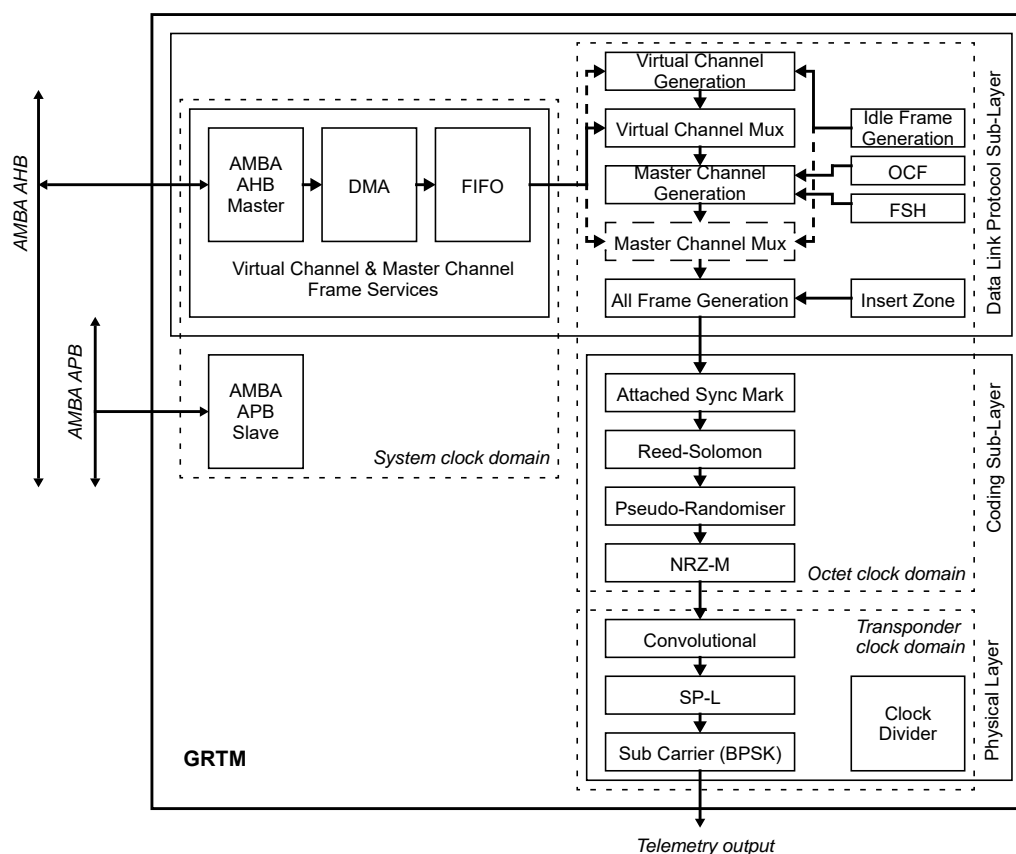 Virtual Channel
Generation
Virtual Channel Mux
Idle Frame
Generation
Master Channel
Generation
OCF
FSH
Master Channel Mux
All Frame Generation
Insert Zone
Data Link Protocol Sub-Layer
AMBA AHB
AMBA
AHB
Master
DMA
FIFO
Virtual Channel & Master Channel
Frame Services
AMBA APB
AMBA
APB
Slave
System clock domain
Attached Sync Mark
Reed-Solomon
Pseudo-Randomiser
NRZ-M
Octet clock domain
Coding Sub-Layer
Convolutional
Transponder
clock domain
SP-L
Clock
Divider
Sub Carrier (BPSK)
Physical Layer
GRTM
Telemetry output